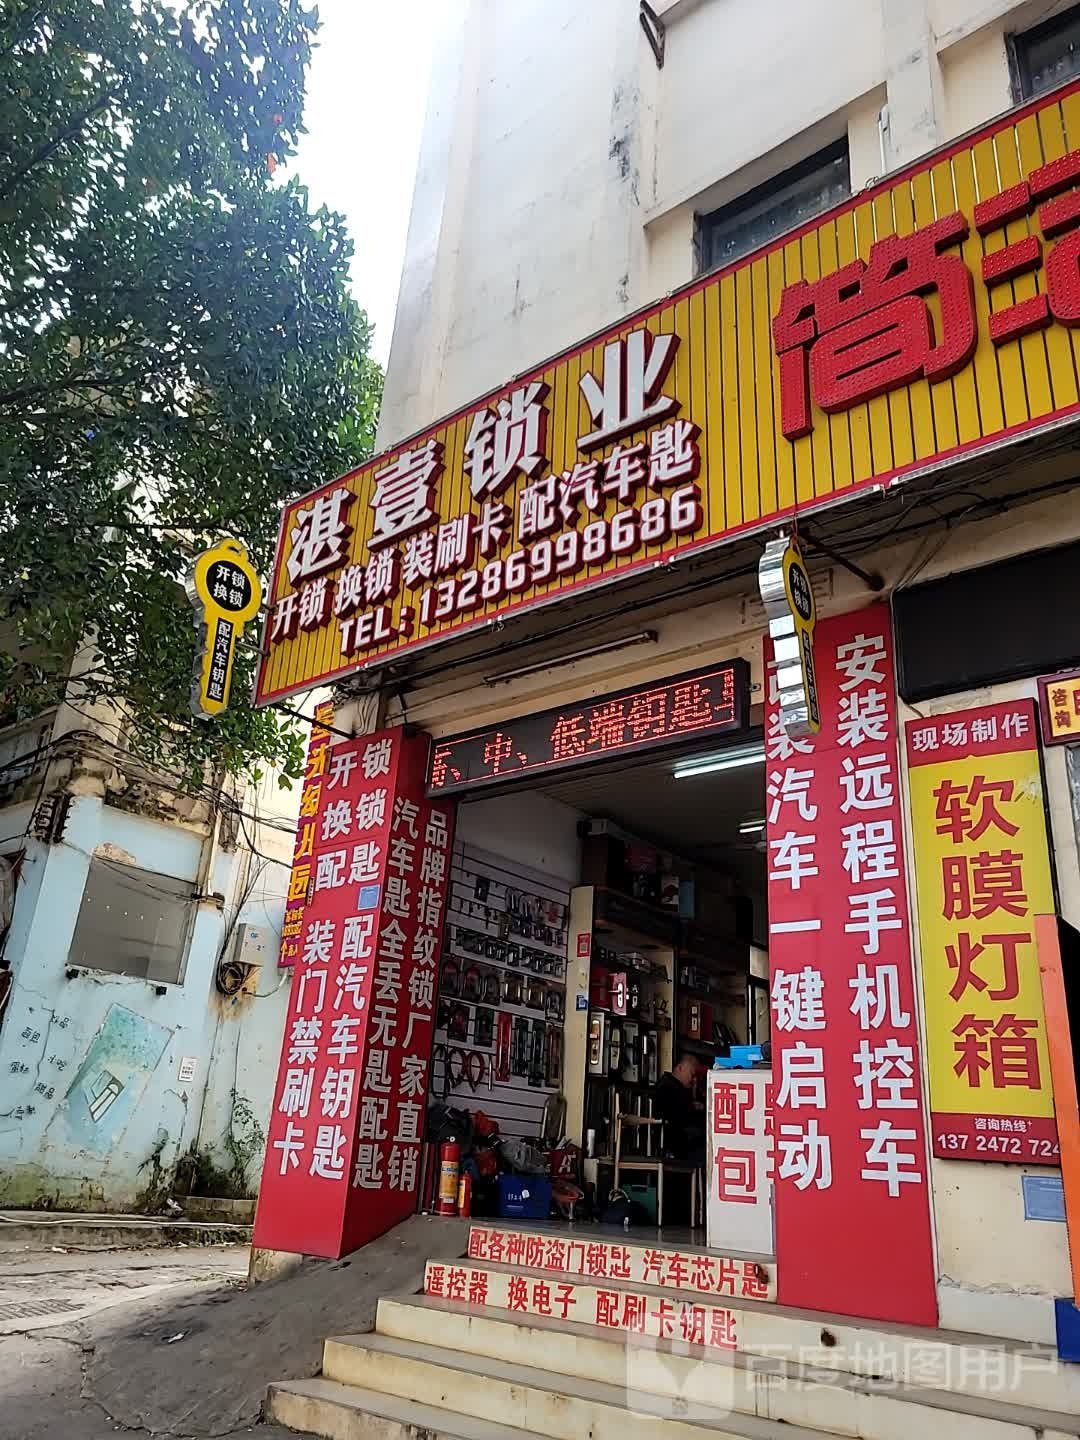 湛壹锁业
开锁 换锁 装刷卡 配汽车匙
TEL:13286998686
开锁
换锁
配汽车钥匙
中、低端钥匙
开锁
换锁
配匙
装门禁刷卡
配汽车钥匙
汽车匙全丢无匙配匙
品牌指纹锁厂家直销
改装汽车一键启动
安装远程手机控车
现场制作
软膜灯箱
咨询热线
13 72472 724
咨询
配
包
配各种防盗门锁匙 汽车芯片匙
遥控器 换电子 配刷卡钥匙
百度地图用户